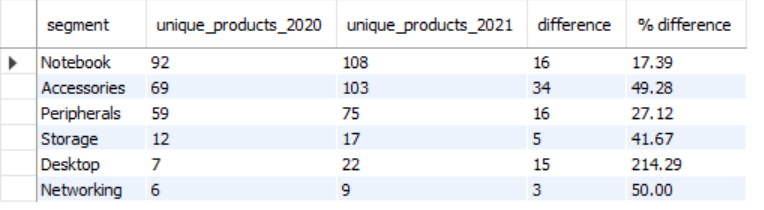 segment unique_products_2020 unique_products_2021 difference % difference
Notebook 92 108 16 17.39
Accessories 69 103 34 49.28
Peripherals 59 75 16 27.12
Storage 12 17 5 41.67
Desktop 7 22 15 214.29
Networking 6 9 3 50.00